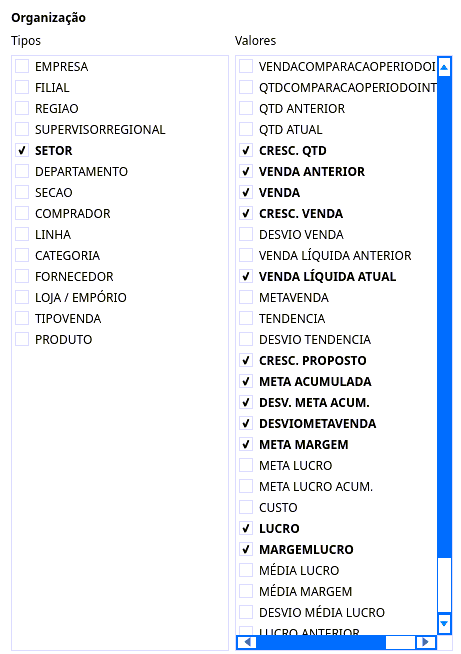 Organização
Tipos
EMPRESA
FILIAL
REGIAO
SUPERVISORREGIONAL
SETOR
DEPARTAMENTO
SECAO
COMPRADOR
LINHA
CATEGORIA
FORNECEDOR
LOJA / EMPÓRIO
TIPOVENDA
PRODUTO
Valores
VENDACOMPARACAOPERIODOI
QTDCOMPARACAOPERIODOINT
QTD ANTERIOR
QTD ATUAL
CRESC. QTD
VENDA ANTERIOR
VENDA
CRESC. VENDA
DESVIO VENDA
VENDA LÍQUIDA ANTERIOR
VENDA LÍQUIDA ATUAL
METAVENDA
TENDENCIA
DESVIO TENDENCIA
CRESC. PROPOSTO
META ACUMULADA
DESV. META ACUM.
DESVIOMETAVENDA
META MARGEM
META LUCRO
META LUCRO ACUM.
CUSTO
LUCRO
MARGEMLUCRO
MÉDIA LUCRO
MÉDIA MARGEM
DESVIO MÉDIA LUCRO
LUCRO ANTERIOR